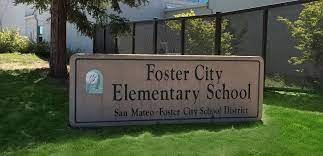 Foster City
Elementary School
San Mateo-Foster City School District